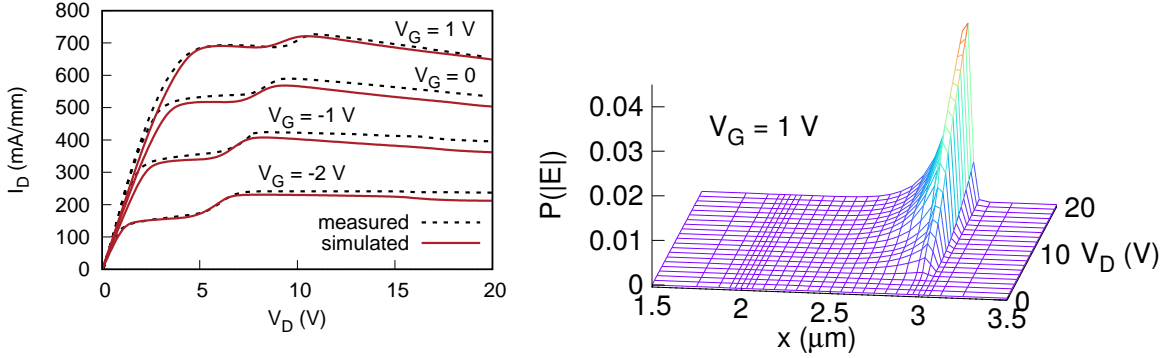 800
700
600
500
400
300
200
100
0
I_D (mA/mm)
V_G = 1 V
V_G = 0
V_G = -1 V
V_G = -2 V
measured
simulated
0 5 10 15 20
V_D (V)
P(|E|)
0.04
0.03
0.02
0.01
0
V_G = 1 V
1.5 2 2.5 3 3.5
x (μm)
0
10
20
V_D (V)